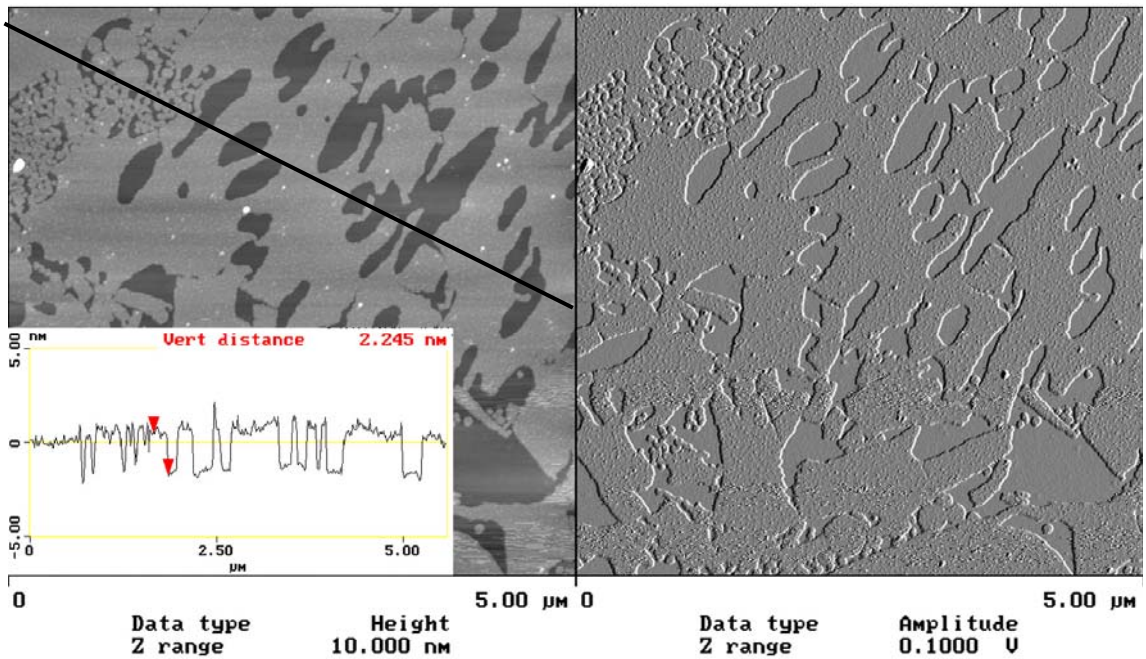 nm
Vert distance 2.245 nm
5.00
0
-5.00
0 2.50 5.00
µM
0 5.00 µM 0 5.00 µM
Data type Height Data type Amplitude
Z range 10.000 nm Z range 0.1000 V